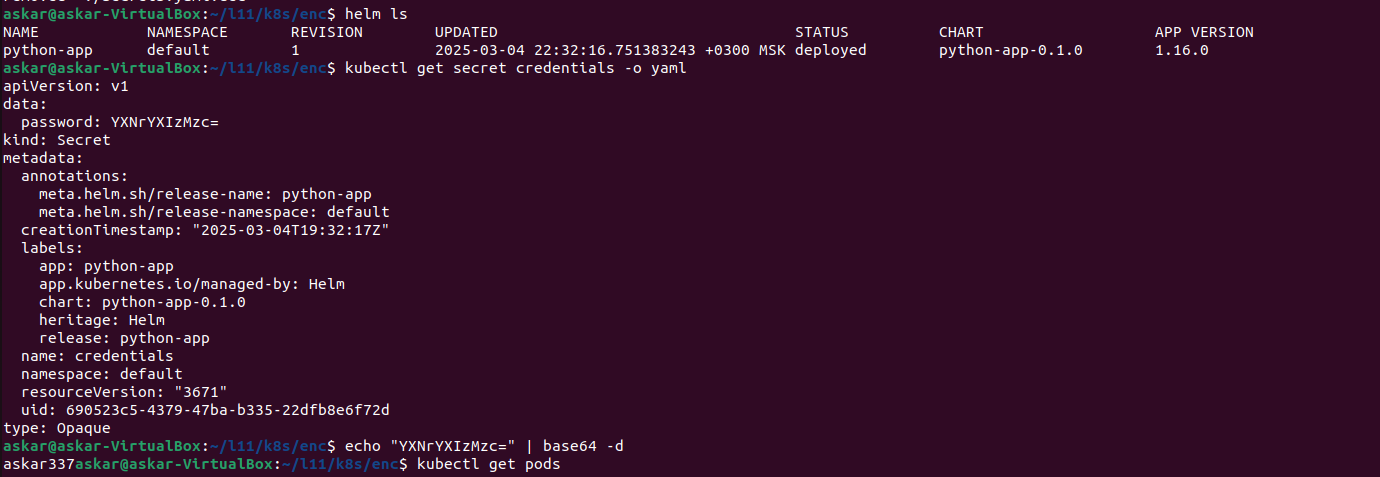 askar@askar-VirtualBox:~/l11/k8s/enc$ helm ls
NAME NAMESPACE REVISION UPDATED STATUS CHART APP VERSION
python-app default 1 2025-03-04 22:32:16.751383243 +0300 MSK deployed python-app-0.1.0 1.16.0
askar@askar-VirtualBox:~/l11/k8s/enc$ kubectl get secret credentials -o yaml
apiVersion: v1
data:
  password: YXNrYXIzMzc=
kind: Secret
metadata:
  annotations:
    meta.helm.sh/release-name: python-app
    meta.helm.sh/release-namespace: default
  creationTimestamp: "2025-03-04T19:32:17Z"
  labels:
    app: python-app
    app.kubernetes.io/managed-by: Helm
    chart: python-app-0.1.0
    heritage: Helm
    release: python-app
  name: credentials
  namespace: default
  resourceVersion: "3671"
  uid: 690523c5-4379-47ba-b335-22dfb8e6f72d
type: Opaque
askar@askar-VirtualBox:~/l11/k8s/enc$ echo "YXNrYXIzMzc=" | base64 -d
askar337askar@askar-VirtualBox:~/l11/k8s/enc$ kubectl get pods